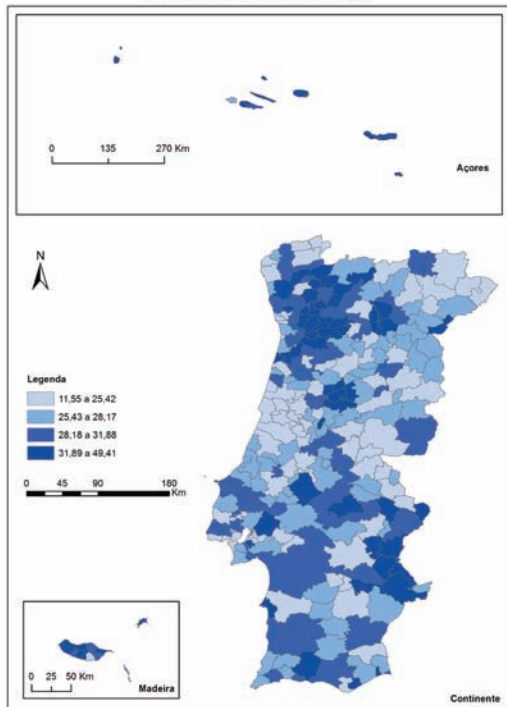 0 135 270 Km
Açores
N
Legenda
11,55 a 25,42
25,43 a 28,17
28,18 a 31,88
31,89 a 49,41
0 45 90 180
Km
0 25 50 Km
Madeira
Continente